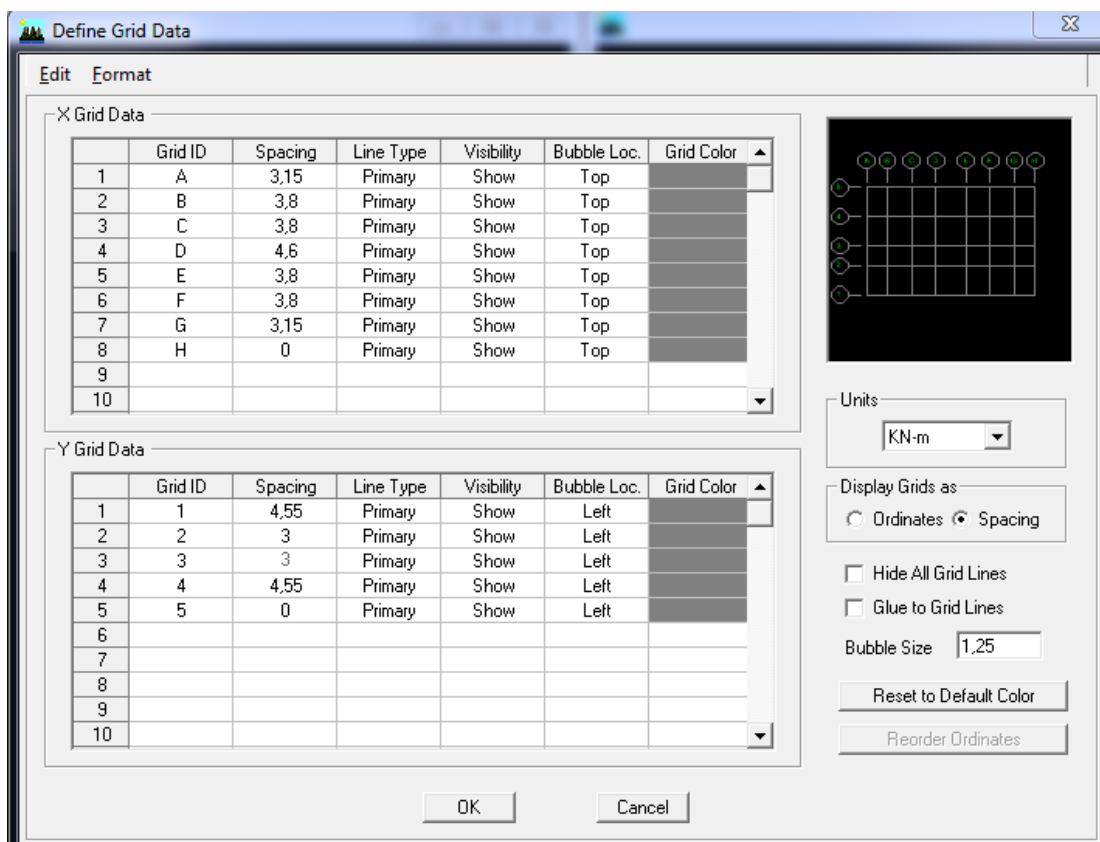 Define Grid Data
Edit Format
X Grid Data
Grid ID Spacing Line Type Visibility Bubble Loc. Grid Color
1 A 3,15 Primary Show Top
2 B 3,8 Primary Show Top
3 C 3,8 Primary Show Top
4 D 4,6 Primary Show Top
5 E 3,8 Primary Show Top
6 F 3,8 Primary Show Top
7 G 3,15 Primary Show Top
8 H 0 Primary Show Top
9
10
A B C D E F G H
5
4
3
2
1
Units
KN-m
Y Grid Data
Grid ID Spacing Line Type Visibility Bubble Loc. Grid Color
1 1 4,55 Primary Show Left
2 2 3 Primary Show Left
3 3 3 Primary Show Left
4 4 4,55 Primary Show Left
5 5 0 Primary Show Left
6
7
8
9
10
Display Grids as
Ordinates Spacing
Hide All Grid Lines
Glue to Grid Lines
Bubble Size 1,25
Reset to Default Color
Reorder Ordinates
OK Cancel